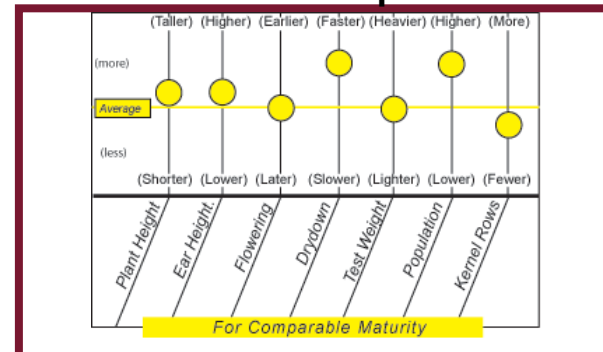 (Taller) (Higher) (Earlier) (Faster) (Heavier) (Higher) (More)
(more)
Average
(less)
(Shorter) (Lower) (Later) (Slower) (Lighter) (Lower) (Fewer)
Plant Height
Ear Height.
Flowering
Drydown
Test Weight
Population
Kernel Rows
For Comparable Maturity